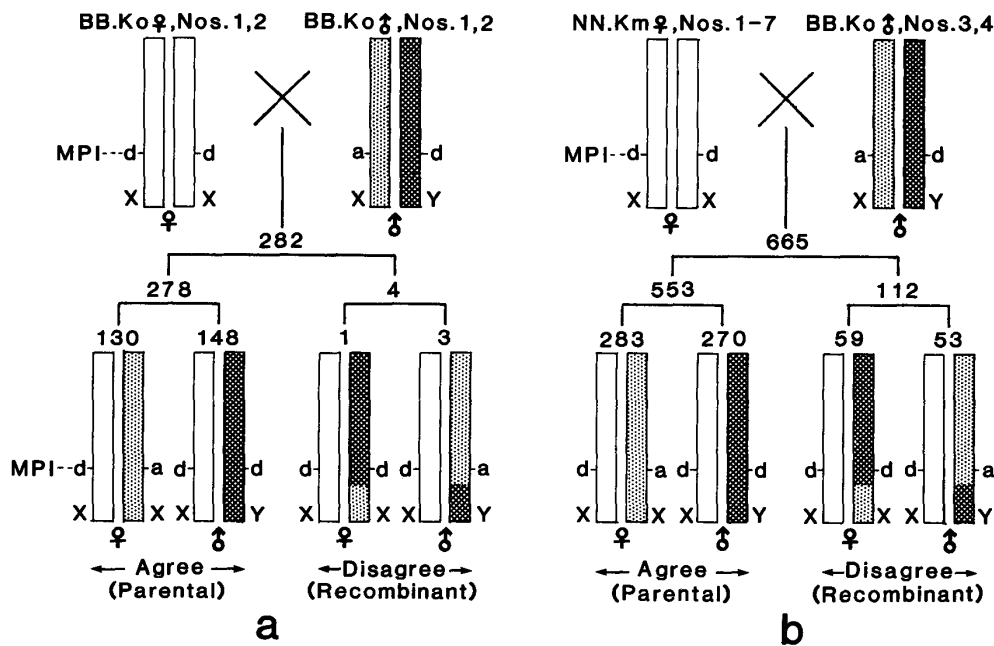 BB.Ko♀,Nos.1,2 BB.Ko♂,Nos.1,2 NN.Km♀,Nos.1-7 BB.Ko♂,Nos.3,4
MPI---d d a d MPI---d d a d
X X X Y X X X Y
♀ ♂ ♀ ♂
282 665
278 4 553 112
130 148 1 3 283 270 59 53
MPI--d a d d d d d a d a d d d d d a
X X X Y X X X Y X X X Y X X X Y
♀ ♂ ♀ ♂ ♀ ♂ ♀ ♂
← Agree → ←Disagree→ ← Agree → ←Disagree→
(Parental) (Recombinant) (Parental) (Recombinant)
a b